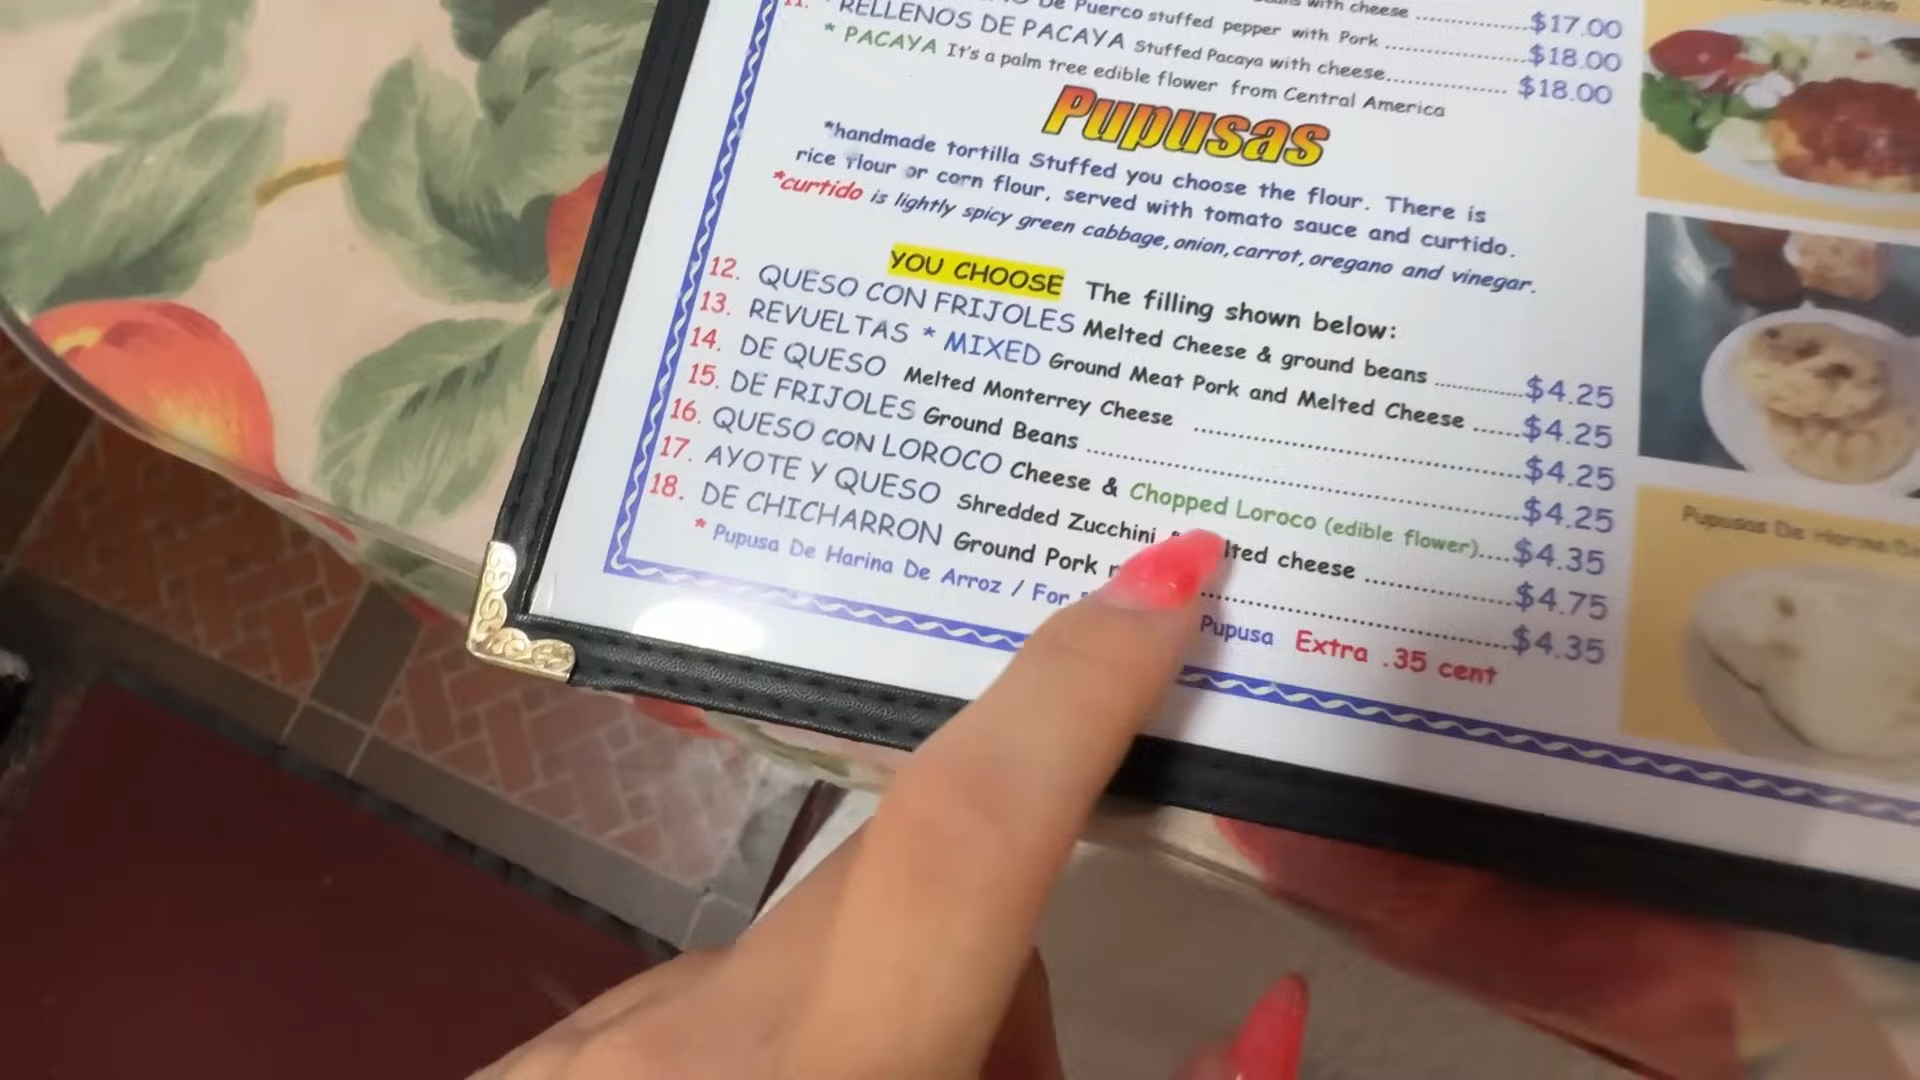 with cheese ............$17.00
11. De Puerco stuffed pepper with Pork ....................$18.00
* RELLENOS DE PACAYA Stuffed Pacaya with cheese................ $18.00
* PACAYA It's a palm tree edible flower from Central America
Pupusas
*handmade tortilla Stuffed you choose the flour. There is
rice flour or corn flour, served with tomato sauce and curtido.
*curtido is lightly spicy green cabbage, onion, carrot, oregano and vinegar.
YOU CHOOSE The filling shown below:
12. QUESO CON FRIJOLES Melted Cheese & ground beans ............$4.25
13. REVUELTAS * MIXED Ground Meat Pork and Melted Cheese ......$4.25
14. DE QUESO Melted Monterrey Cheese ............$4.25
15. DE FRIJOLES Ground Beans ............$4.25
16. QUESO CON LOROCO Cheese & Chopped Loroco (edible flower)....$4.35
17. AYOTE Y QUESO Shredded Zucchini cheese ............$4.75
18. DE CHICHARRON Ground Pork ............$4.35
* Pupusa De Harina De Arroz / For Pupusa Extra .35 cent
Pupusas De